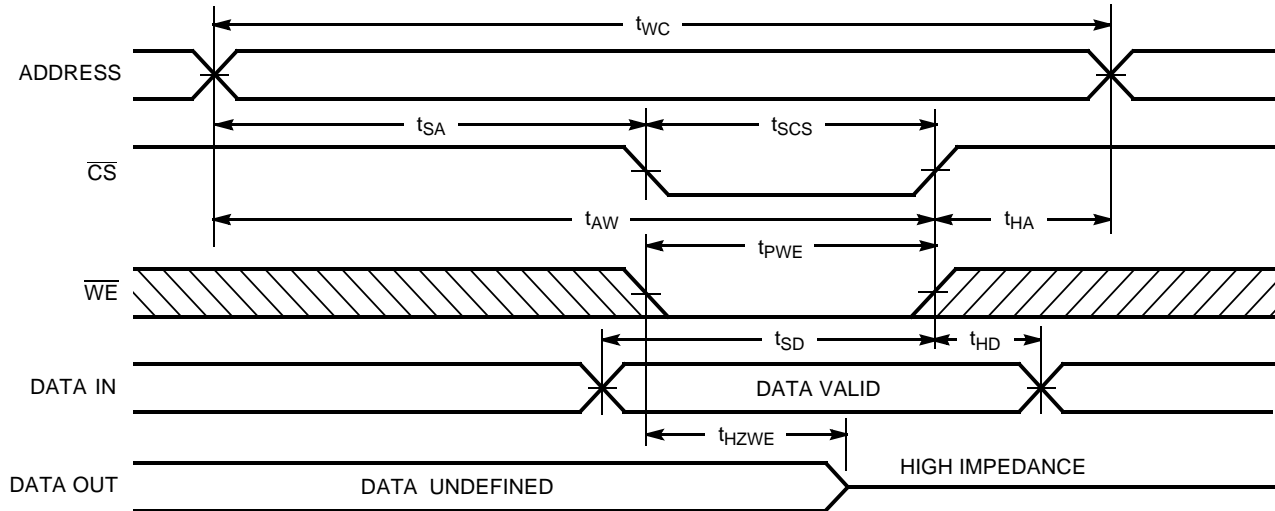 tWC
ADDRESS
tSA
tSCS
CS
tAW
tHA
tPWE
WE
tSD
tHD
DATA IN
DATA VALID
tHZWE
HIGH IMPEDANCE
DATA OUT
DATA UNDEFINED